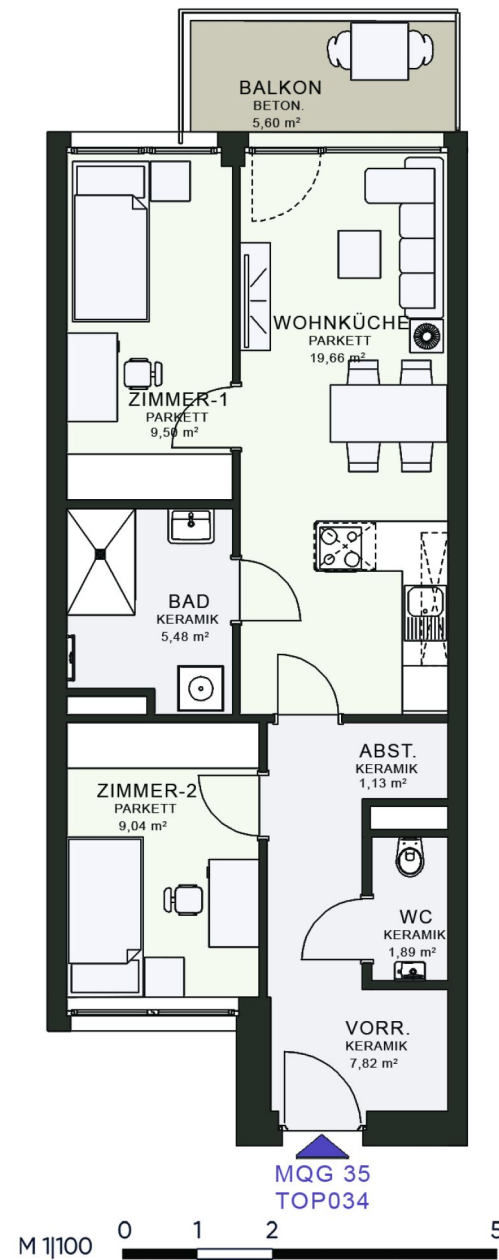 BALKON
BETON.
5,60 m²
WOHNKÜCHE
PARKETT
19,66 m²
ZIMMER-1
PARKETT
9,50 m²
BAD
KERAMIK
5,48 m²
ABST.
KERAMIK
1,13 m²
ZIMMER-2
PARKETT
9,04 m²
WC
KERAMIK
1,89 m²
VORR.
KERAMIK
7,82 m²
MQG 35
TOP034
M 1|100 0 1 2 5